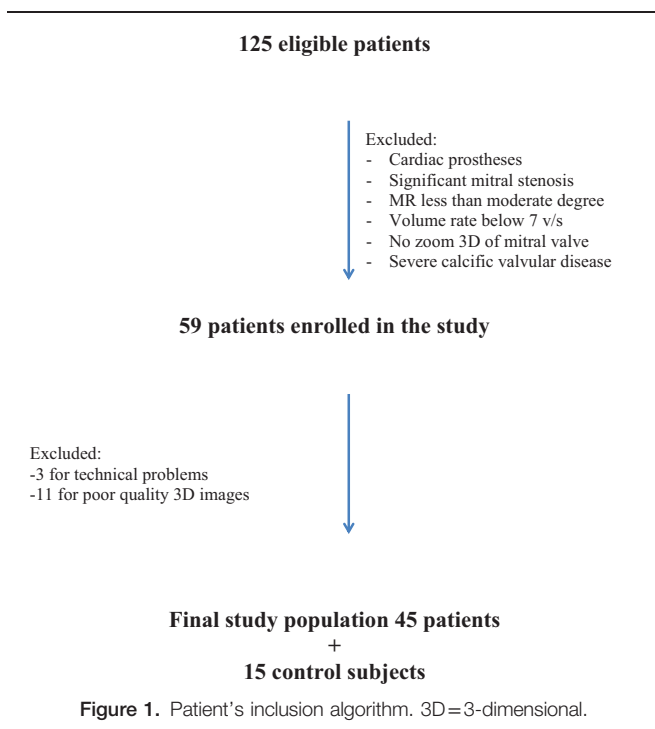 125 eligible patients
Excluded:
- Cardiac prostheses
- Significant mitral stenosis
- MR less than moderate degree
- Volume rate below 7 v/s
- No zoom 3D of mitral valve
- Severe calcific valvular disease
59 patients enrolled in the study
Excluded:
-3 for technical problems
-11 for poor quality 3D images
Final study population 45 patients
+
15 control subjects
Figure 1. Patient's inclusion algorithm. 3D=3-dimensional.